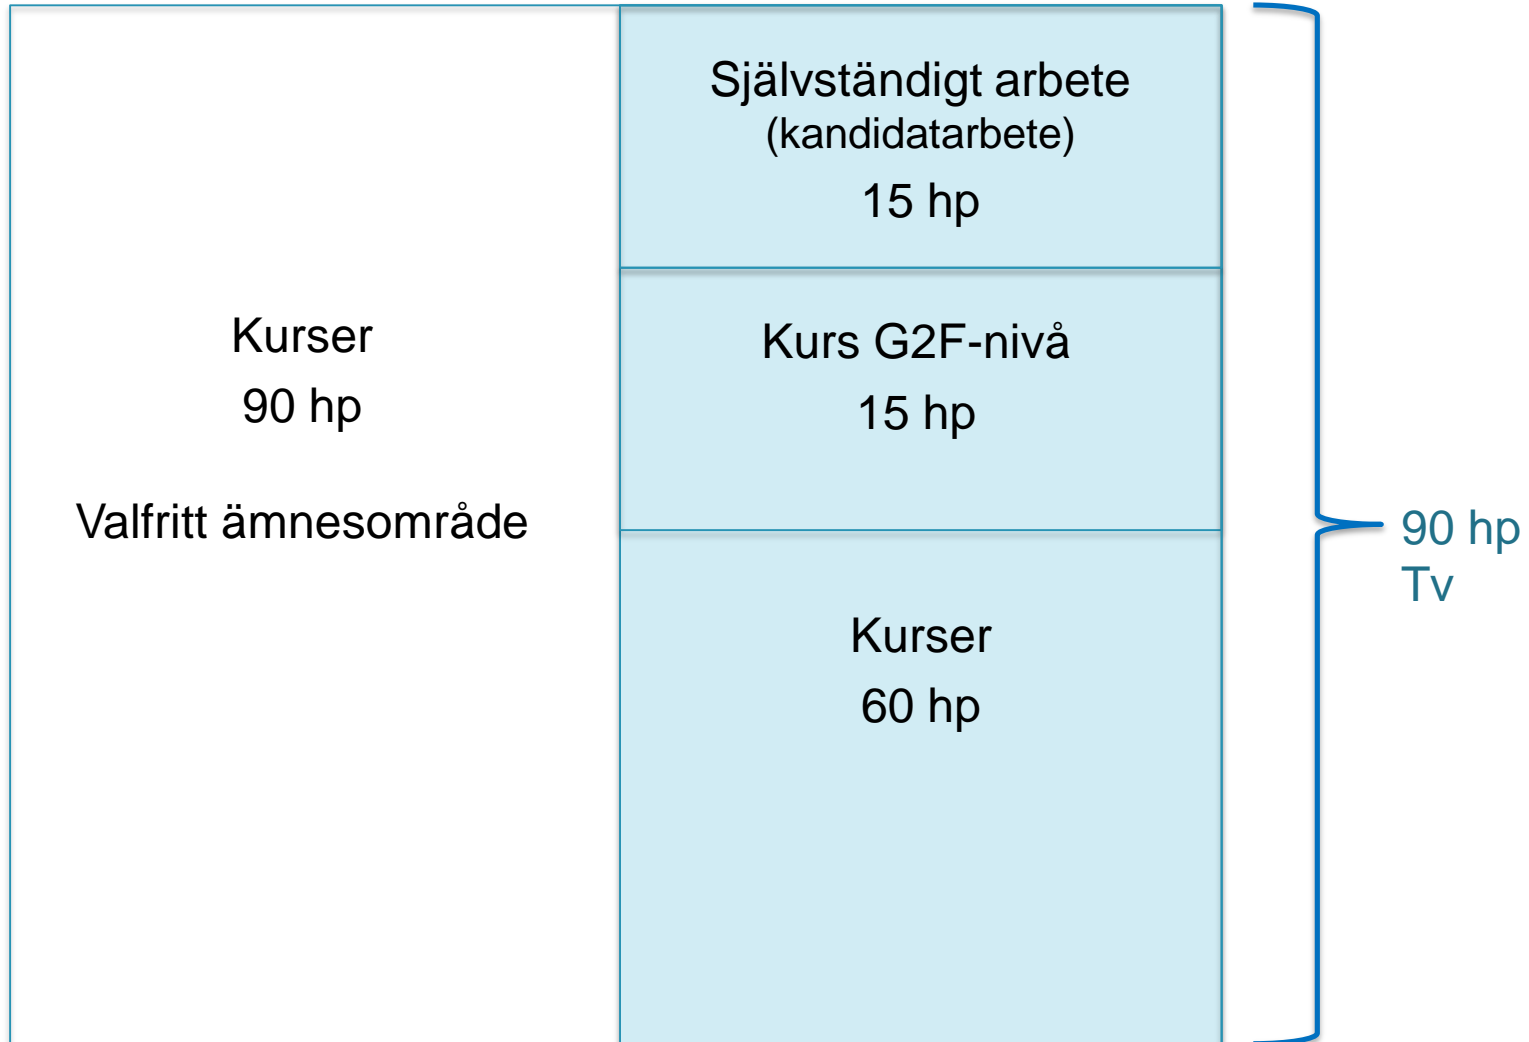 Kurser
90 hp
Valfritt ämnesområde
Självständigt arbete
(kandidatarbete)
15 hp
Kurs G2F-nivå
15 hp
Kurser
60 hp
90 hp
Tv